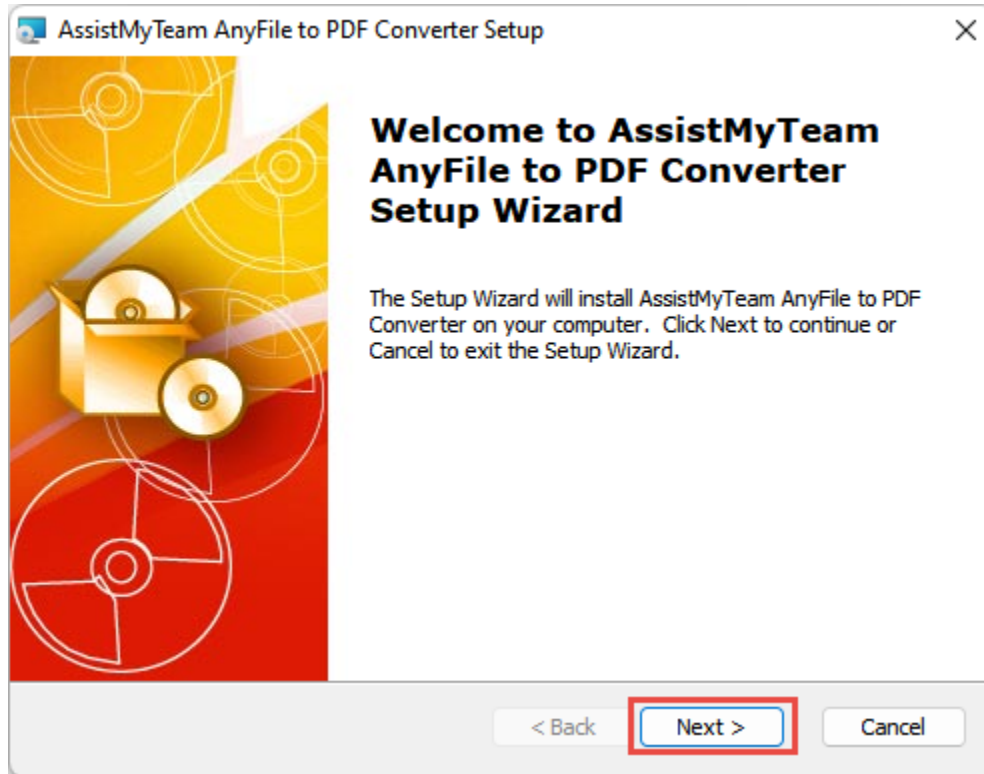 AssistMyTeam AnyFile to PDF Converter Setup
Welcome to AssistMyTeam
AnyFile to PDF Converter
Setup Wizard
The Setup Wizard will install AssistMyTeam AnyFile to PDF
Converter on your computer. Click Next to continue or
Cancel to exit the Setup Wizard.
< Back Next > Cancel